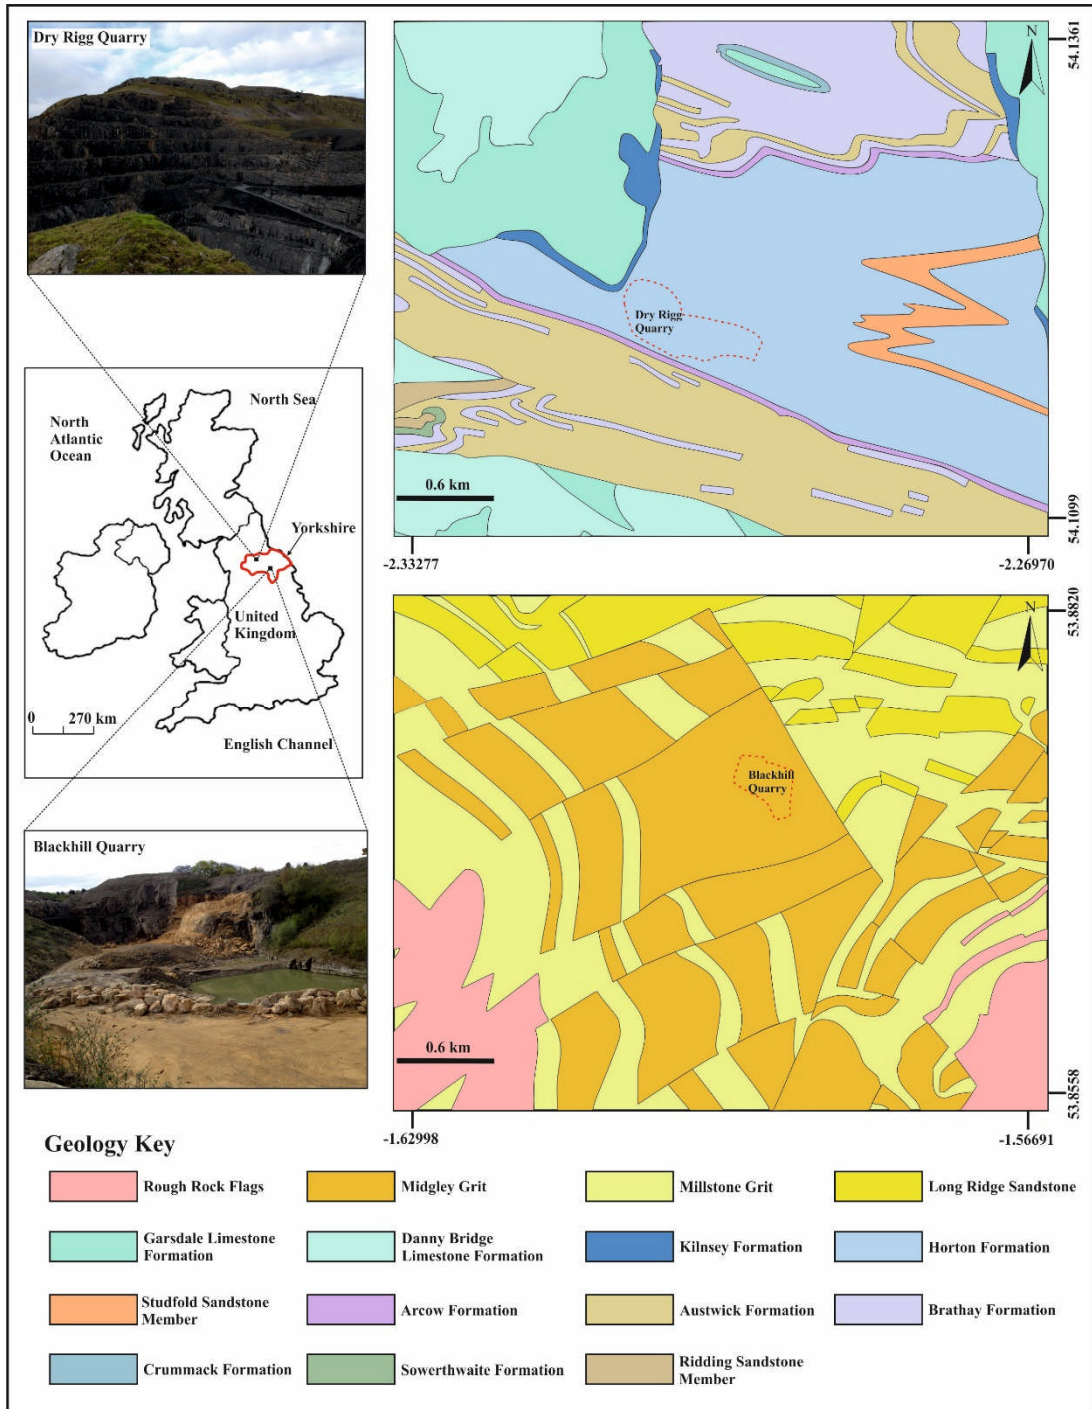 Dry Rigg Quarry
North Sea
North
Atlantic
Ocean
Yorkshire
United
Kingdom
0 270 km
English Channel
Blackhill Quarry
N
54.1361
Dry Rigg
Quarry
0.6 km
54.1099
-2.33277
-2.26970
53.8820
N
Blackhill
Quarry
0.6 km
53.8558
-1.62998
-1.56691
Geology Key
Rough Rock Flags
Midgley Grit
Millstone Grit
Long Ridge Sandstone
Garsdale Limestone
Formation
Danny Bridge
Limestone Formation
Kilnsey Formation
Horton Formation
Studfold Sandstone
Member
Arcow Formation
Austwick Formation
Brathay Formation
Crummack Formation
Sowerthwaite Formation
Ridding Sandstone
Member